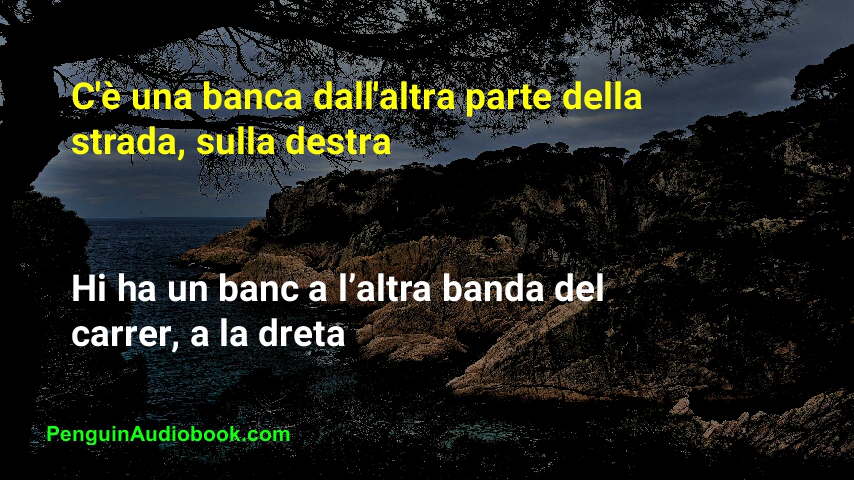 C'è una banca dall'altra parte della
strada, sulla destra
Hi ha un banc a l’altra banda del
carrer, a la dreta
PenguinAudiobook.com